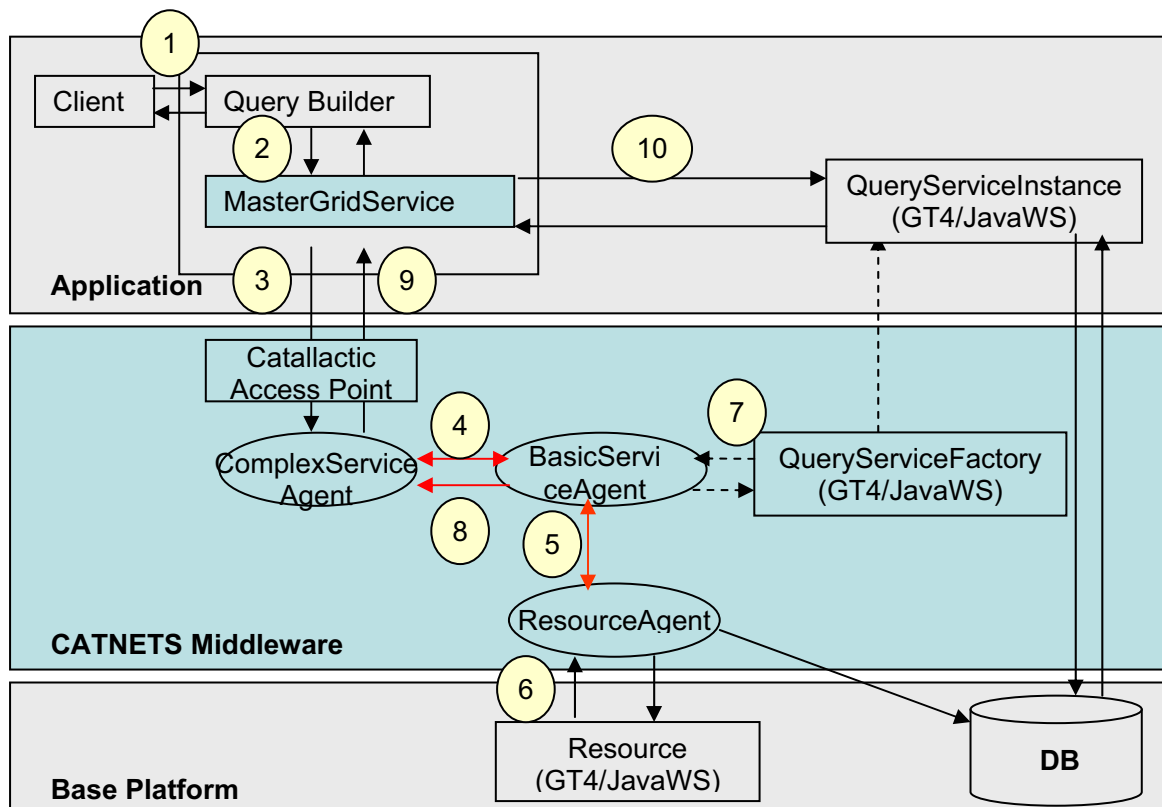 1
Client
Query Builder
2
10
MasterGridService
QueryServiceInstance
(GT4/JavaWS)
3
9
Application
Catallactic
Access Point
4
7
ComplexService
Agent
BasicServi
ceAgent
QueryServiceFactory
(GT4/JavaWS)
8
5
ResourceAgent
CATNETS Middleware
6
Resource
(GT4/JavaWS)
DB
Base Platform